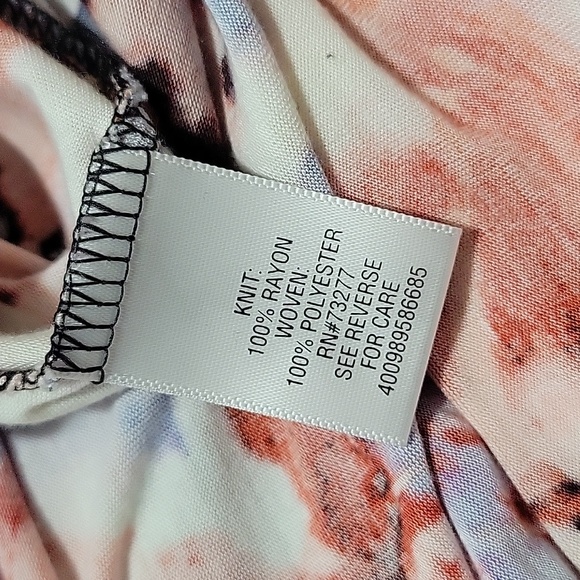 KNIT:
100% RAYON
WOVEN:
100% POLYESTER
RN#73277
SEE REVERSE
FOR CARE
400989586685